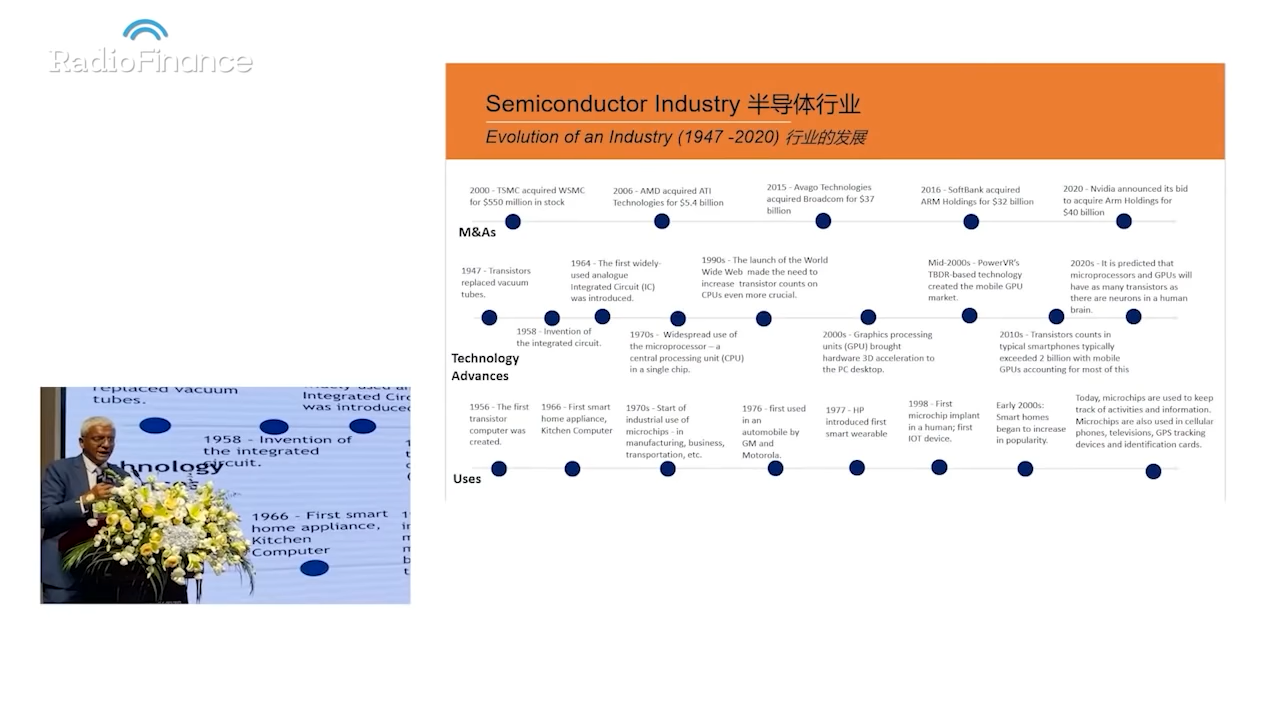 RadioFinance
Semiconductor Industry 半导体行业
Evolution of an Industry (1947 -2020) 行业的发展
2000 - TSMC acquired WSMC
for $550 million in stock
2006 - AMD acquired ATI
Technologies for $5.4 billion
2015 - Avago Technologies
acquired Broadcom for $37
billion
2016 - SoftBank acquired
ARM Holdings for $32 billion
2020 - Nvidia announced its bid
to acquire Arm Holdings for
$40 billion
M&As
1947 - Transistors
replaced vacuum
tubes.
1964 - The first widely-
used analogue
Integrated Circuit (IC)
was introduced.
1990s - The launch of the World
Wide Web made the need to
increase transistor counts on
CPUs even more crucial.
Mid-2000s - PowerVR's
TBDR-based technology
created the mobile GPU
market.
2020s - It is predicted that
microprocessors and GPUs will
have as many transistors as
there are neurons in a human
brain.
1958 - Invention of
the integrated circuit.
1970s - Widespread use of
the microprocessor – a
central processing unit (CPU)
in a single chip.
2000s - Graphics processing
units (GPU) brought
hardware 3D acceleration to
the PC desktop.
2010s - Transistors counts in
typical smartphones typically
exceeded 2 billion with mobile
GPUs accounting for most of this
Technology
Advances
1956 - The first
transistor
computer was
created.
1966 - First smart
home appliance,
Kitchen Computer
1970s - Start of
industrial use of
microchips - in
manufacturing, business,
transportation, etc.
1976 - first used
in an
automobile by
GM and
Motorola.
1977 - HP
introduced first
smart wearable
1998 - First
microchip implant
in a human; first
IOT device.
Early 2000s:
Smart homes
began to increase
in popularity.
Today, microchips are used to keep
track of activities and information.
Microchips are also used in cellular
phones, televisions, GPS tracking
devices and identification cards.
Uses
replaced vacuum
tubes.
Integrated Circ
was introduced
1958 - Invention of
the integrated
circuit.
1966 - First smart
home appliance,
Kitchen
Computer